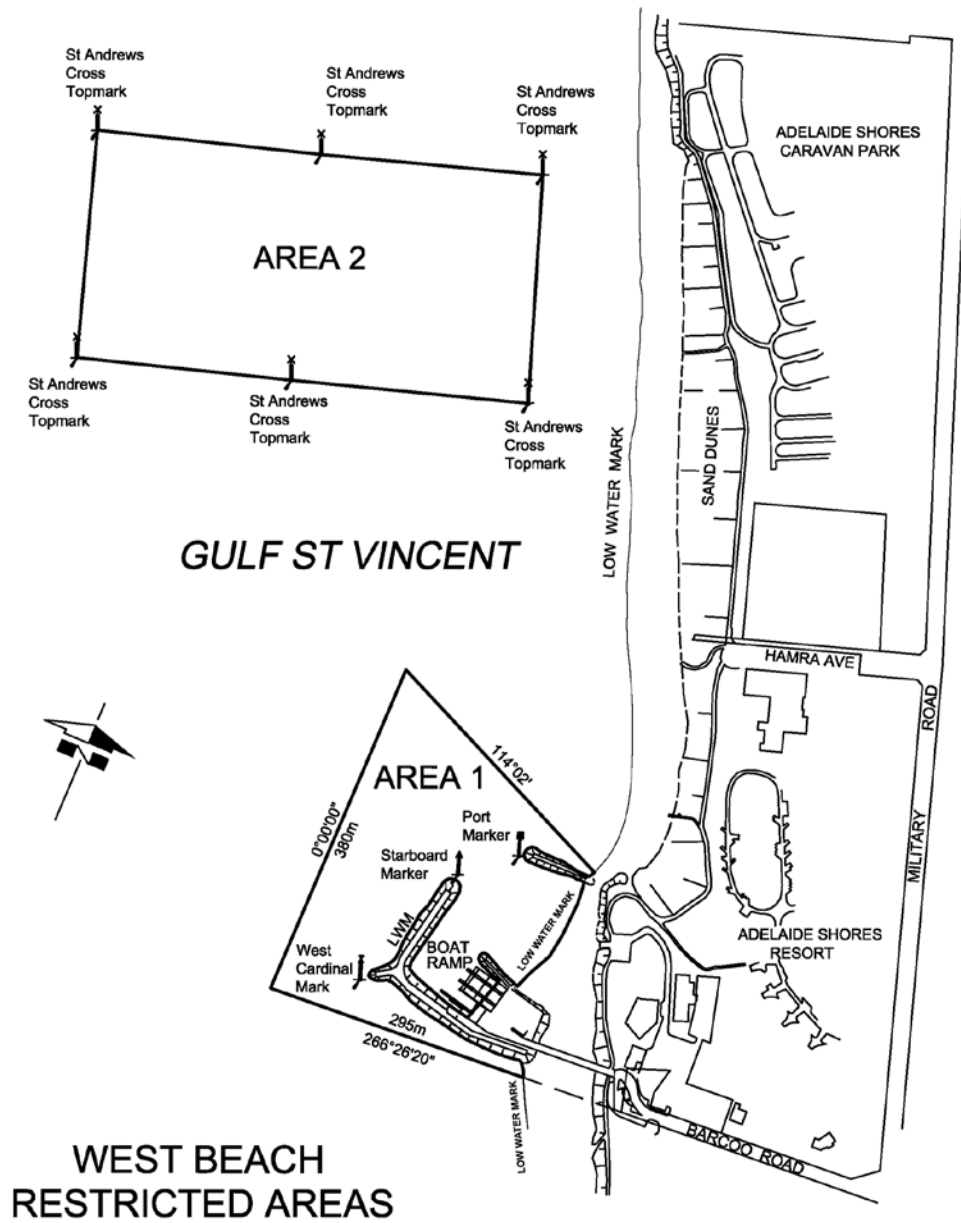 St Andrews
Cross
Topmark
St Andrews
Cross
Topmark
St Andrews
Cross
Topmark
ADELAIDE SHORES
CARAVAN PARK
AREA 2
St Andrews
Cross
Topmark
St Andrews
Cross
Topmark
St Andrews
Cross
Topmark
LOW WATER MARK
SAND DUNES
GULF ST VINCENT
HAMRA AVE
MILITARY ROAD
AREA 1
114°02'
0°00'00"
380m
Port
Marker
Starboard
Marker
LWM
BOAT
RAMP
LOW WATER MARK
West
Cardinal
Mark
ADELAIDE SHORES
RESORT
295m
266°26'20"
LOW WATER MARK
BARCOO ROAD
WEST BEACH
RESTRICTED AREAS